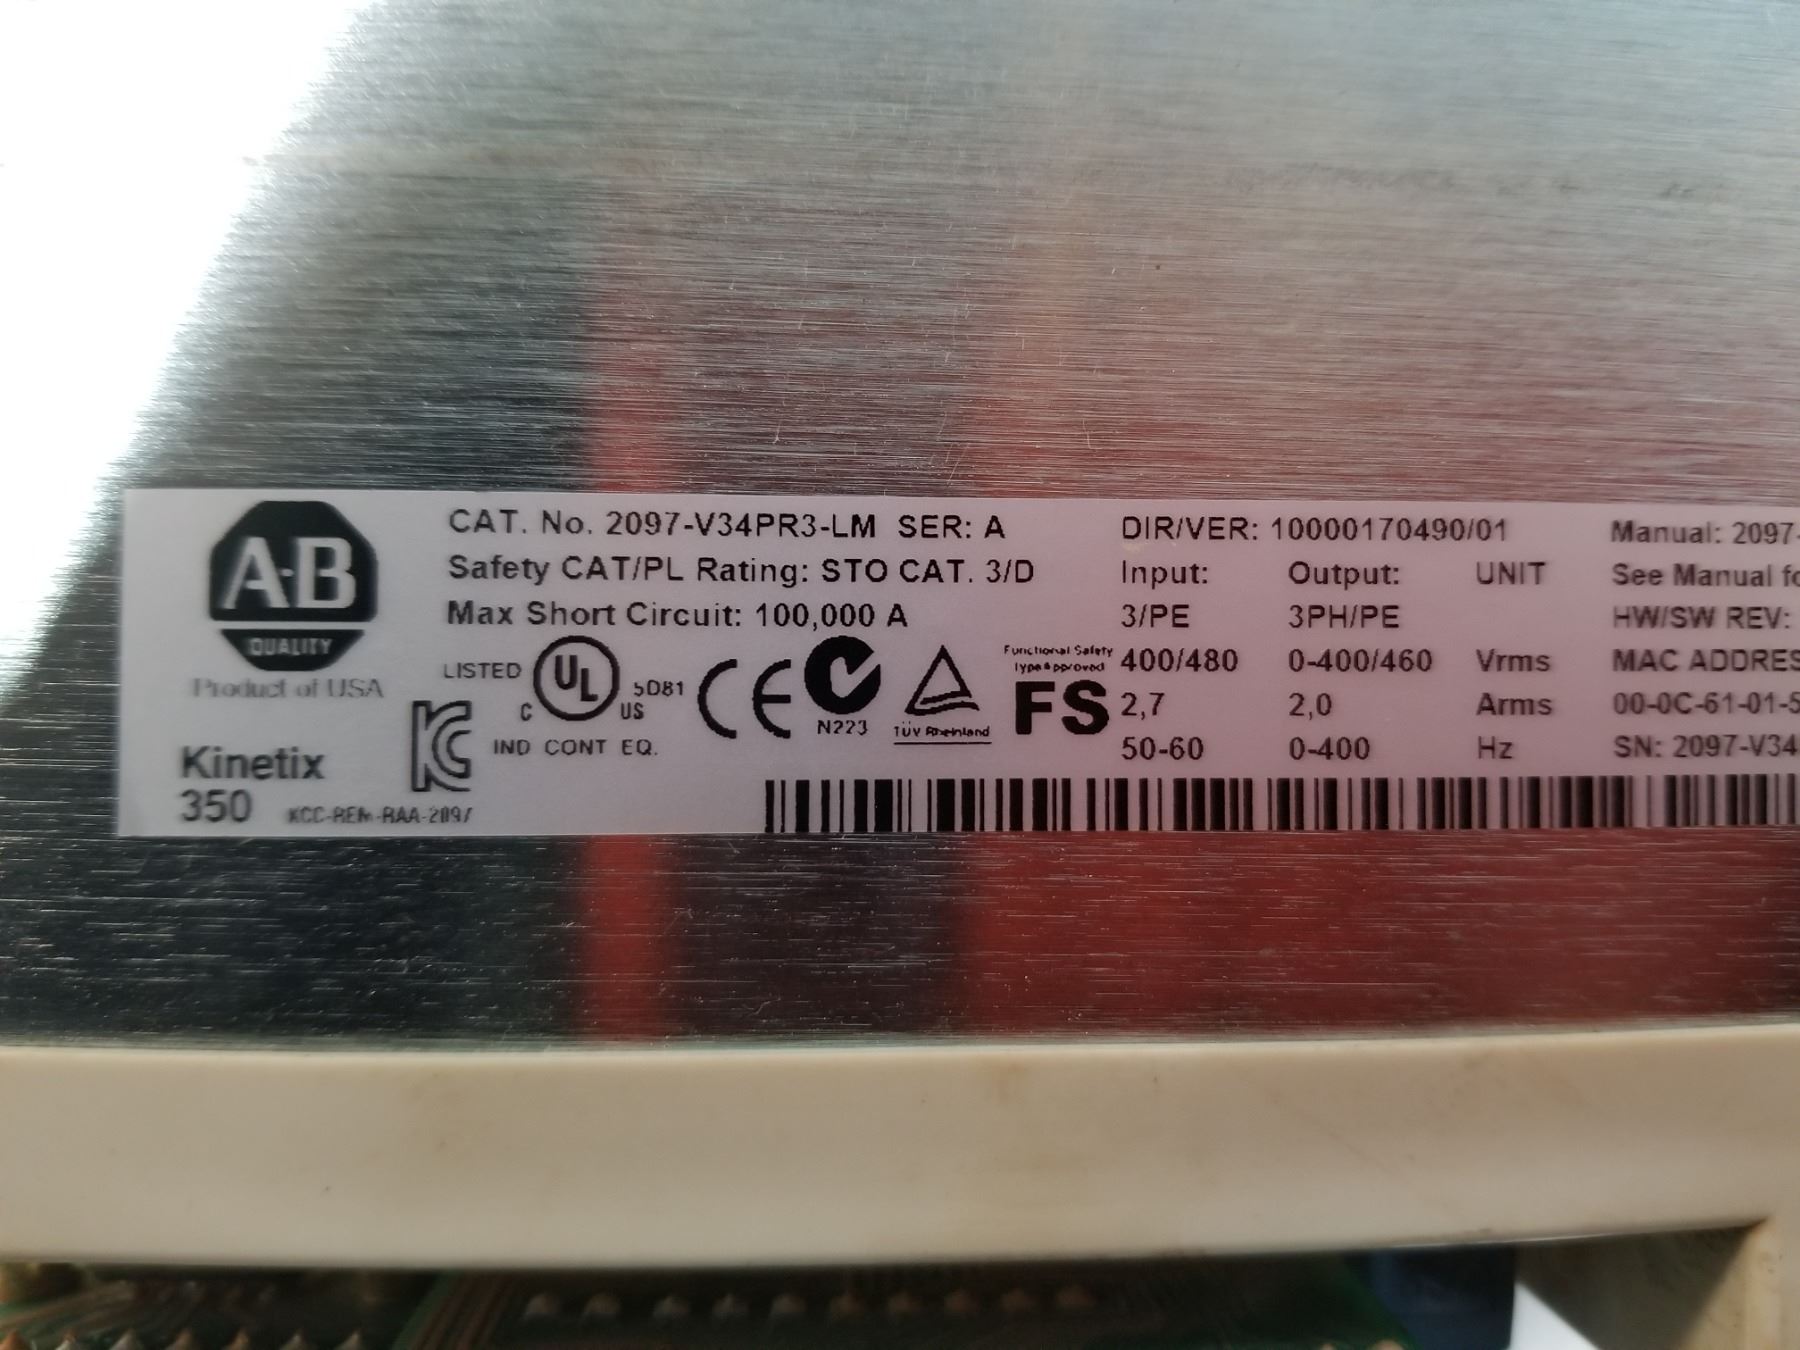 A-B
QUALITY
Product of USA
Kinetix
350
KCC-REM-RAA-2097
CAT. No. 2097-V34PR3-LM SER: A
Safety CAT/PL Rating: STO CAT. 3/D
Max Short Circuit: 100,000 A
LISTED
C UL US
5D81
IND CONT EQ.
CE
N223
TÜV Rheinland
Functional Safety
Type approved
FS
DIR/VER: 10000170490/01
Input: Output: UNIT
3/PE 3PH/PE
400/480 0-400/460 Vrms
2,7 2,0 Arms
50-60 0-400 Hz
Manual: 2097-
See Manual fo
HW/SW REV:
MAC ADDRES
00-0C-61-01-5
SN: 2097-V34